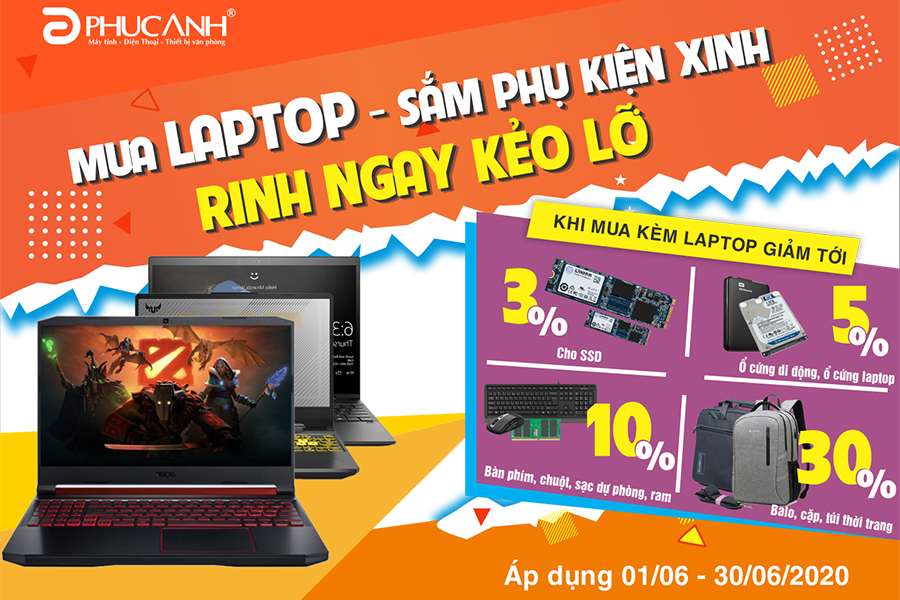 PHUCANH®
Máy tính - Điện Thoại - Thiết bị văn phòng
MUA LAPTOP - SẮM PHỤ KIỆN XINH
RINH NGAY KẺO LỠ
KHI MUA KÈM LAPTOP GIẢM TỚI
3%
Cho SSD
5%
Ổ cứng di động, ổ cứng laptop
10%
Bàn phím, chuột, sạc dự phòng, ram
30%
Balo, cặp, túi thời trang
Áp dụng 01/06 - 30/06/2020